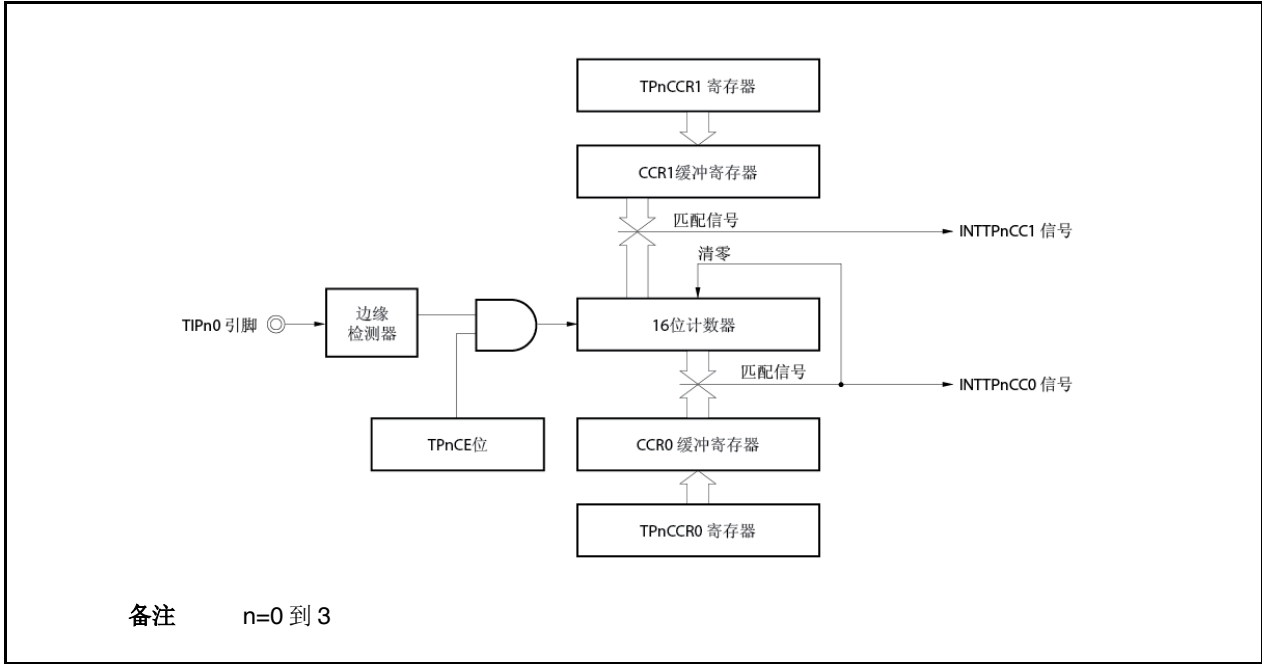 TPnCCR1 寄存器
CCR1缓冲寄存器
匹配信号
INTTPnCC1 信号
清零
TIPn0 引脚
边缘
检测器
16位计数器
匹配信号
INTTPnCC0 信号
TPnCE位
CCR0 缓冲寄存器
TPnCCR0 寄存器
备注 n=0 到 3